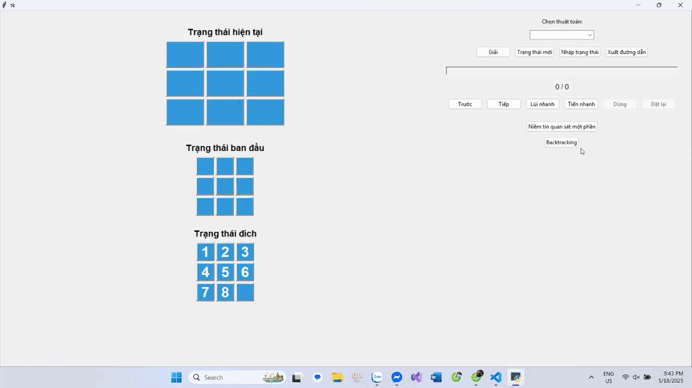 tk
Chọn thuật toán:
Trạng thái hiện tại
Giải Trạng thái mới Nhập trạng thái Xuất đường dẫn
0 / 0
Trước Tiếp Lùi nhanh Tiến nhanh Dừng Đặt lại
Niềm tin quan sát một phần
Backtracking
Trạng thái ban đầu
Trạng thái đích
1 2 3
4 5 6
7 8
Search
ENG
US
9:43 PM
5/18/2025